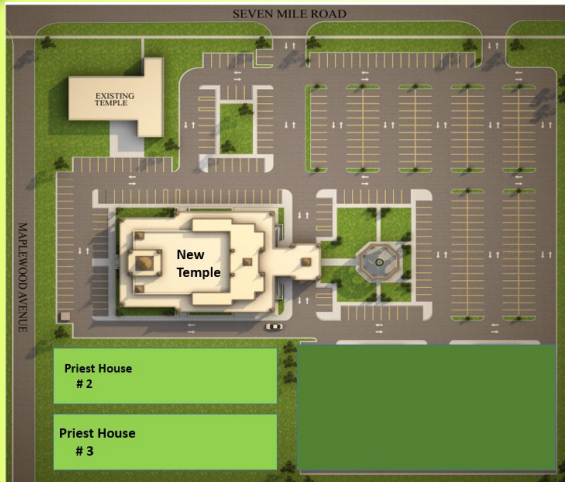 SEVEN MILE ROAD
EXISTING
TEMPLE
MAPLEWOOD AVENUE
New
Temple
Priest House
# 2
Priest House
# 3